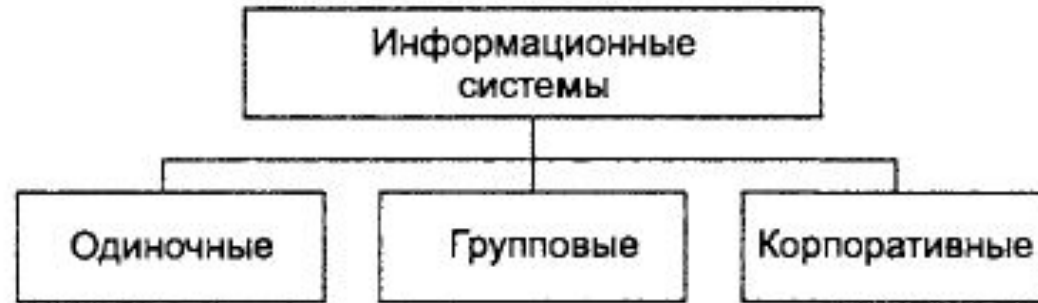 Информационные
системы
Одиночные
Групповые
Корпоративные